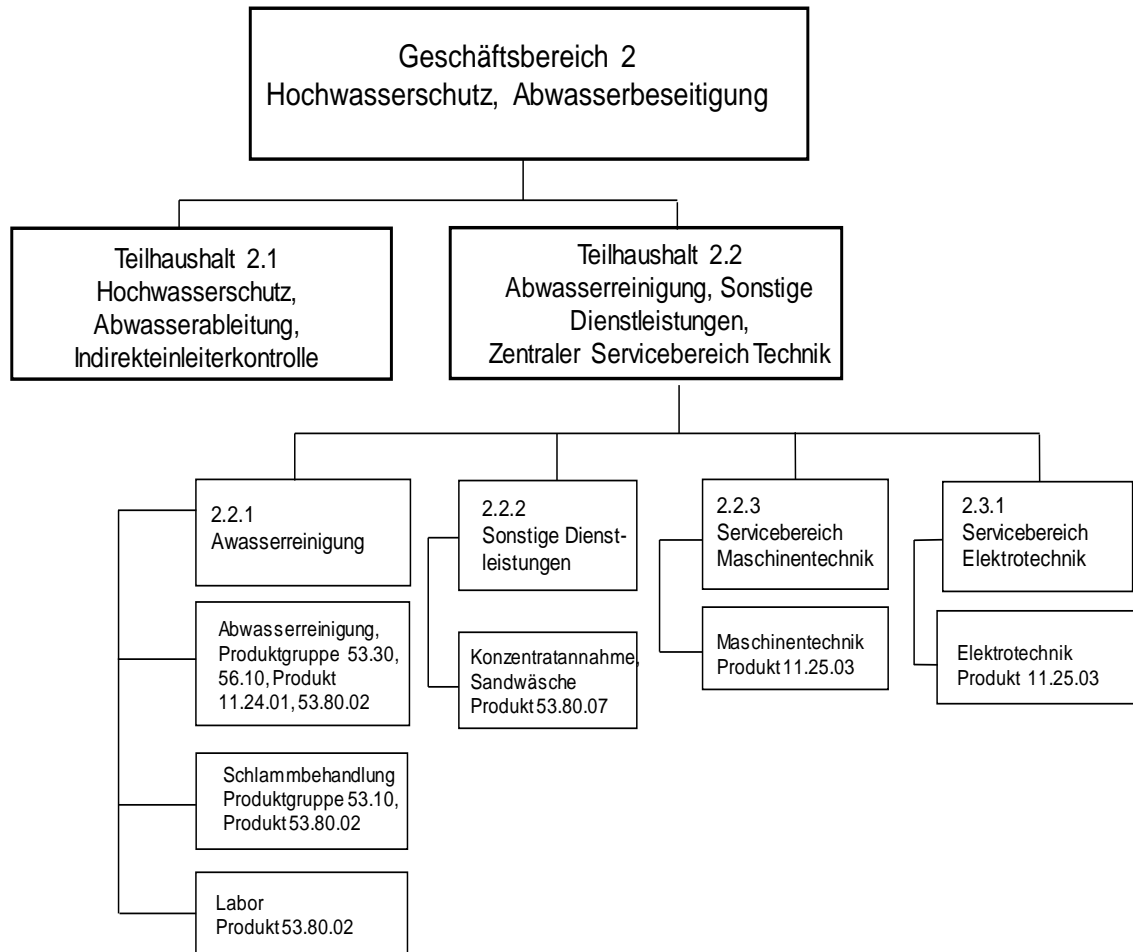 Geschäftsbereich 2
Hochwasserschutz, Abwasserbeseitigung
Teilhaushalt 2.1
Hochwasserschutz,
Abwasserableitung,
Indirekteinleiterkontrolle
Teilhaushalt 2.2
Abwasserreinigung, Sonstige
Dienstleistungen,
Zentraler Servicebereich Technik
2.2.1
Awasserreinigung
2.2.2
Sonstige Dienst-
leistungen
2.2.3
Servicebereich
Maschinentechnik
2.3.1
Servicebereich
Elektrotechnik
Abwasserreinigung,
Produktgruppe 53.30,
56.10, Produkt
11.24.01, 53.80.02
Konzentratannahme,
Sandwäsche
Produkt 53.80.07
Maschinentechnik
Produkt 11.25.03
Elektrotechnik
Produkt 11.25.03
Schlammbehandlung
Produktgruppe 53.10,
Produkt 53.80.02
Labor
Produkt 53.80.02